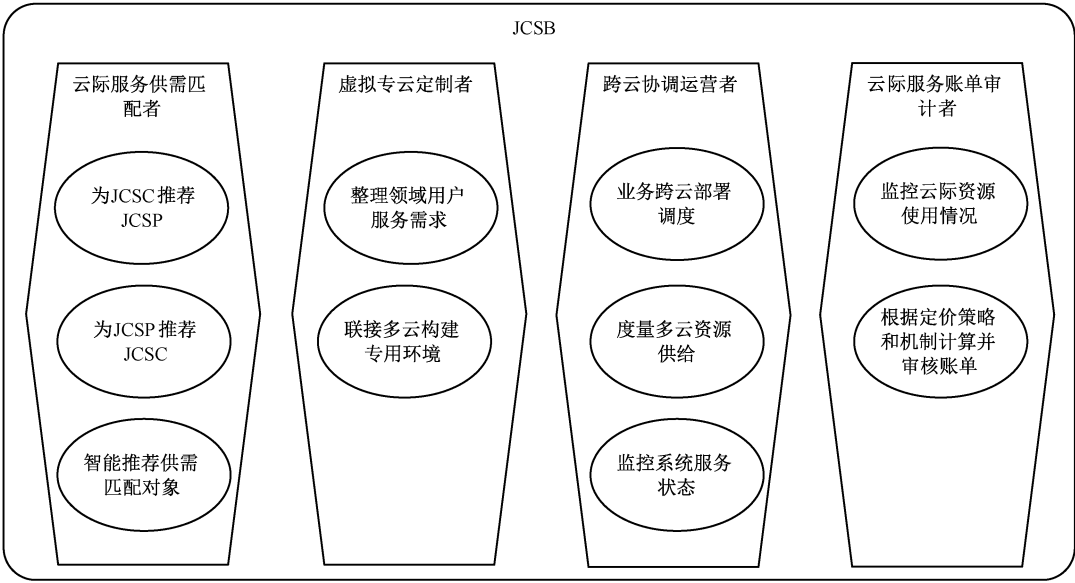 JCSB
云际服务供需匹
配者
为JCSC推荐
JCSP
为JCSP推荐
JCSC
智能推荐供需
匹配对象
虚拟专云定制者
整理领域用户
服务需求
联接多云构建
专用环境
跨云协调运营者
业务跨云部署
调度
度量多云资源
供给
监控系统服务
状态
云际服务账单审
计者
监控云际资源
使用情况
根据定价策略
和机制计算并
审核账单